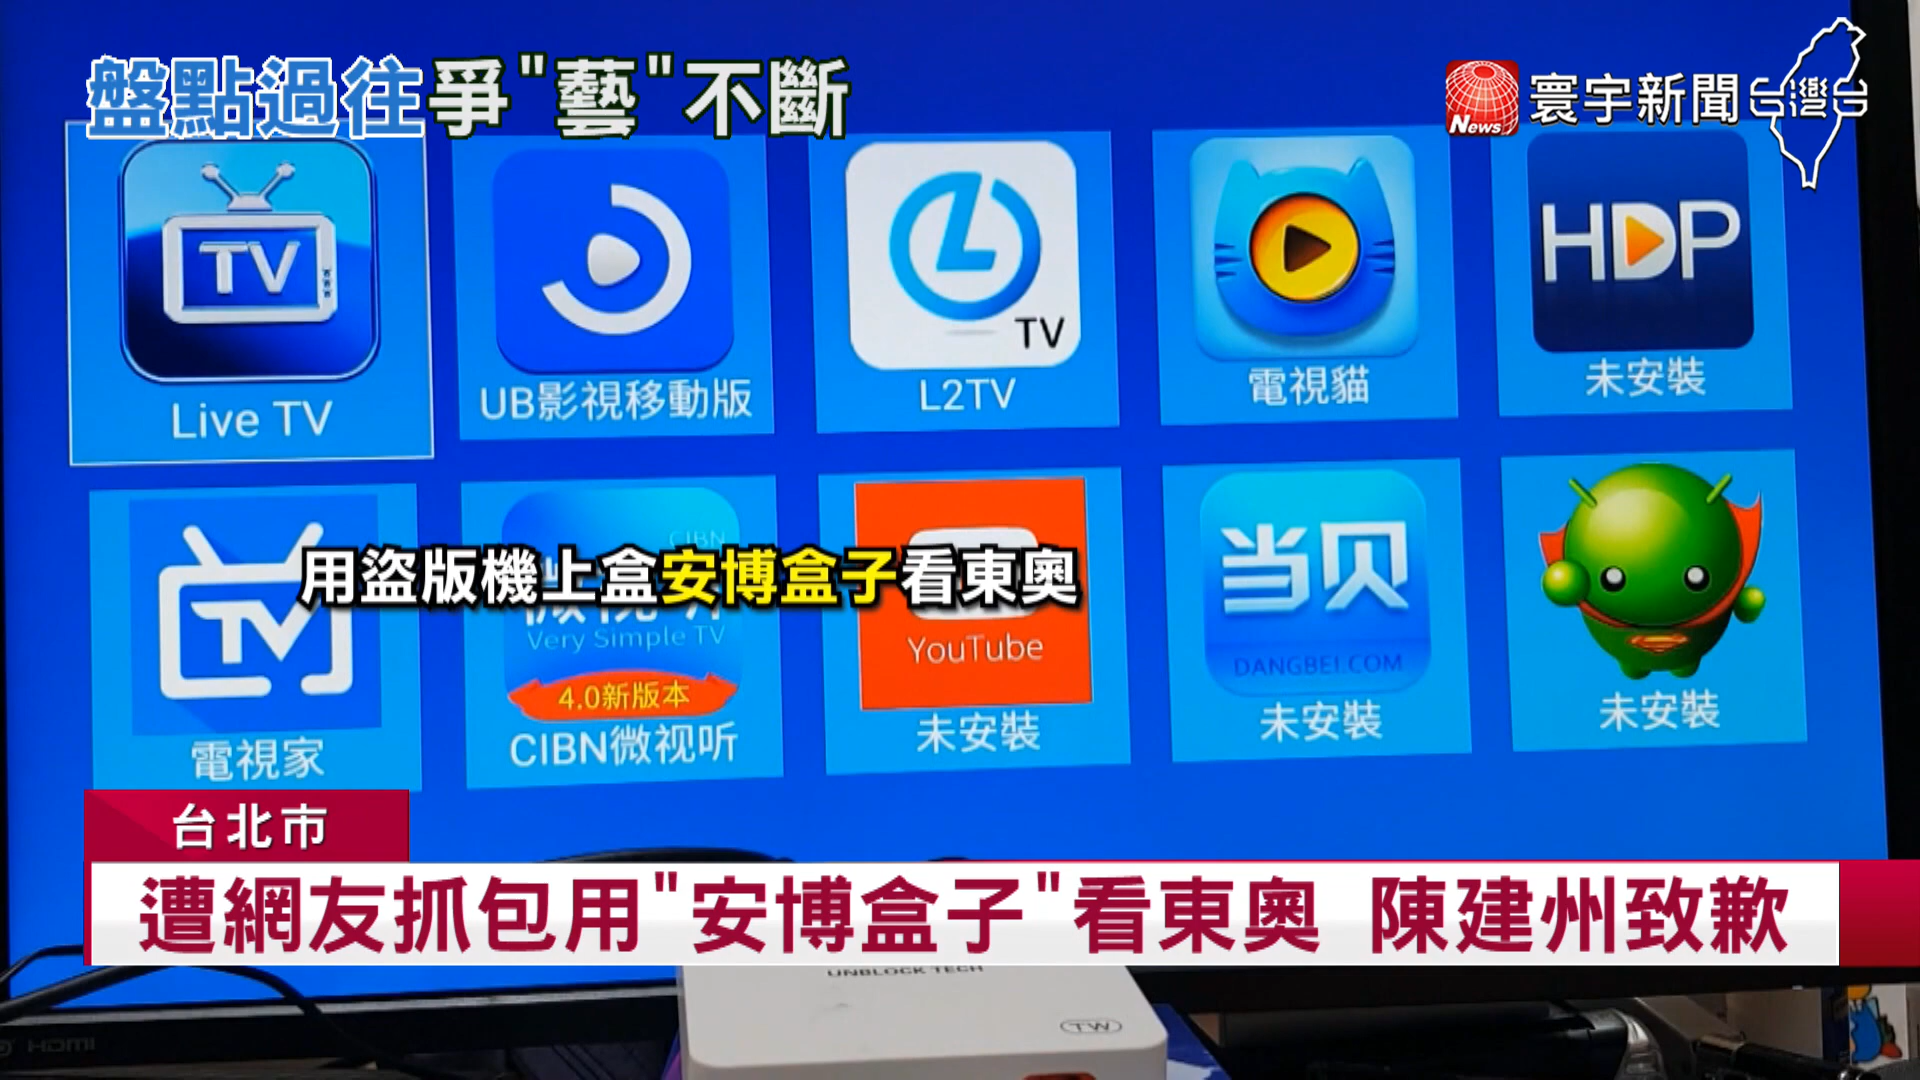 盤點過往爭"藝"不斷
News 寰宇新聞 台灣台
TV
Live TV
UB影視移動版
TV
L2TV
電視貓
HDP
未安裝
TV
電視家
CIBN
Very Simple TV
4.0新版本
CIBN微视听
YouTube
未安裝
当贝
DANGBEI.COM
未安裝
未安裝
用盜版機上盒安博盒子看東奧
台北市
遭網友抓包用"安博盒子"看東奧 陳建州致歉
UNBLOCK TECH
TW
HDMI